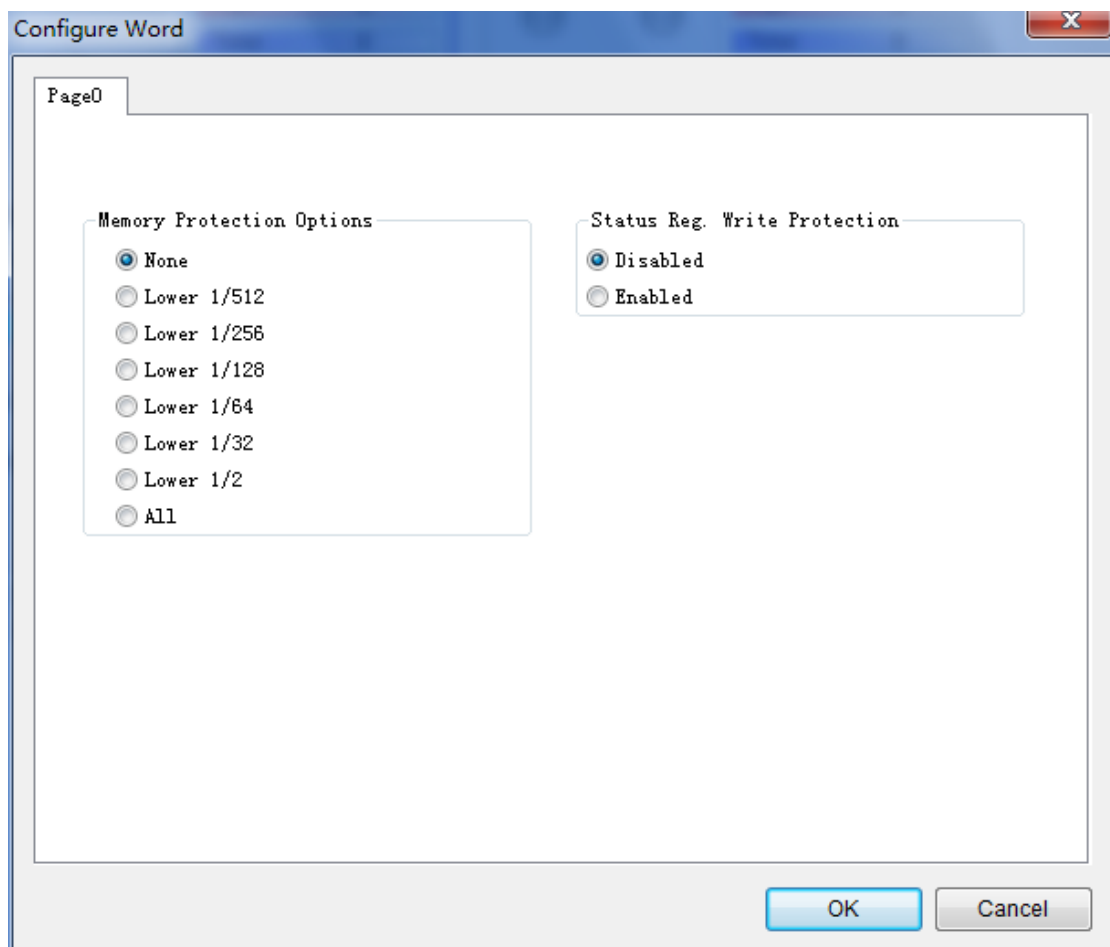 Configure Word
Page0
Memory Protection Options
None
Lower 1/512
Lower 1/256
Lower 1/128
Lower 1/64
Lower 1/32
Lower 1/2
All
Status Reg. Write Protection
Disabled
Enabled
OK
Cancel